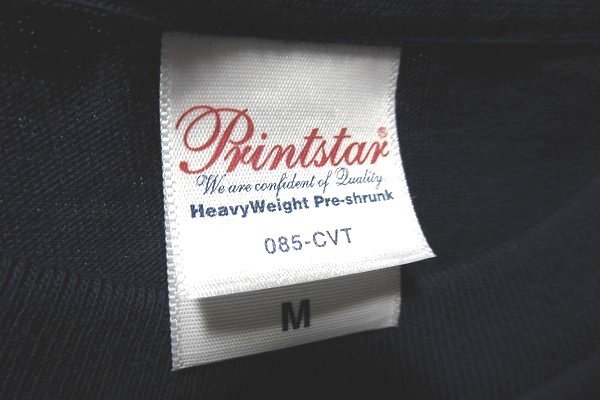 Printstar®
We are confident of Quality.
HeavyWeight Pre-shrunk
085-CVT
M